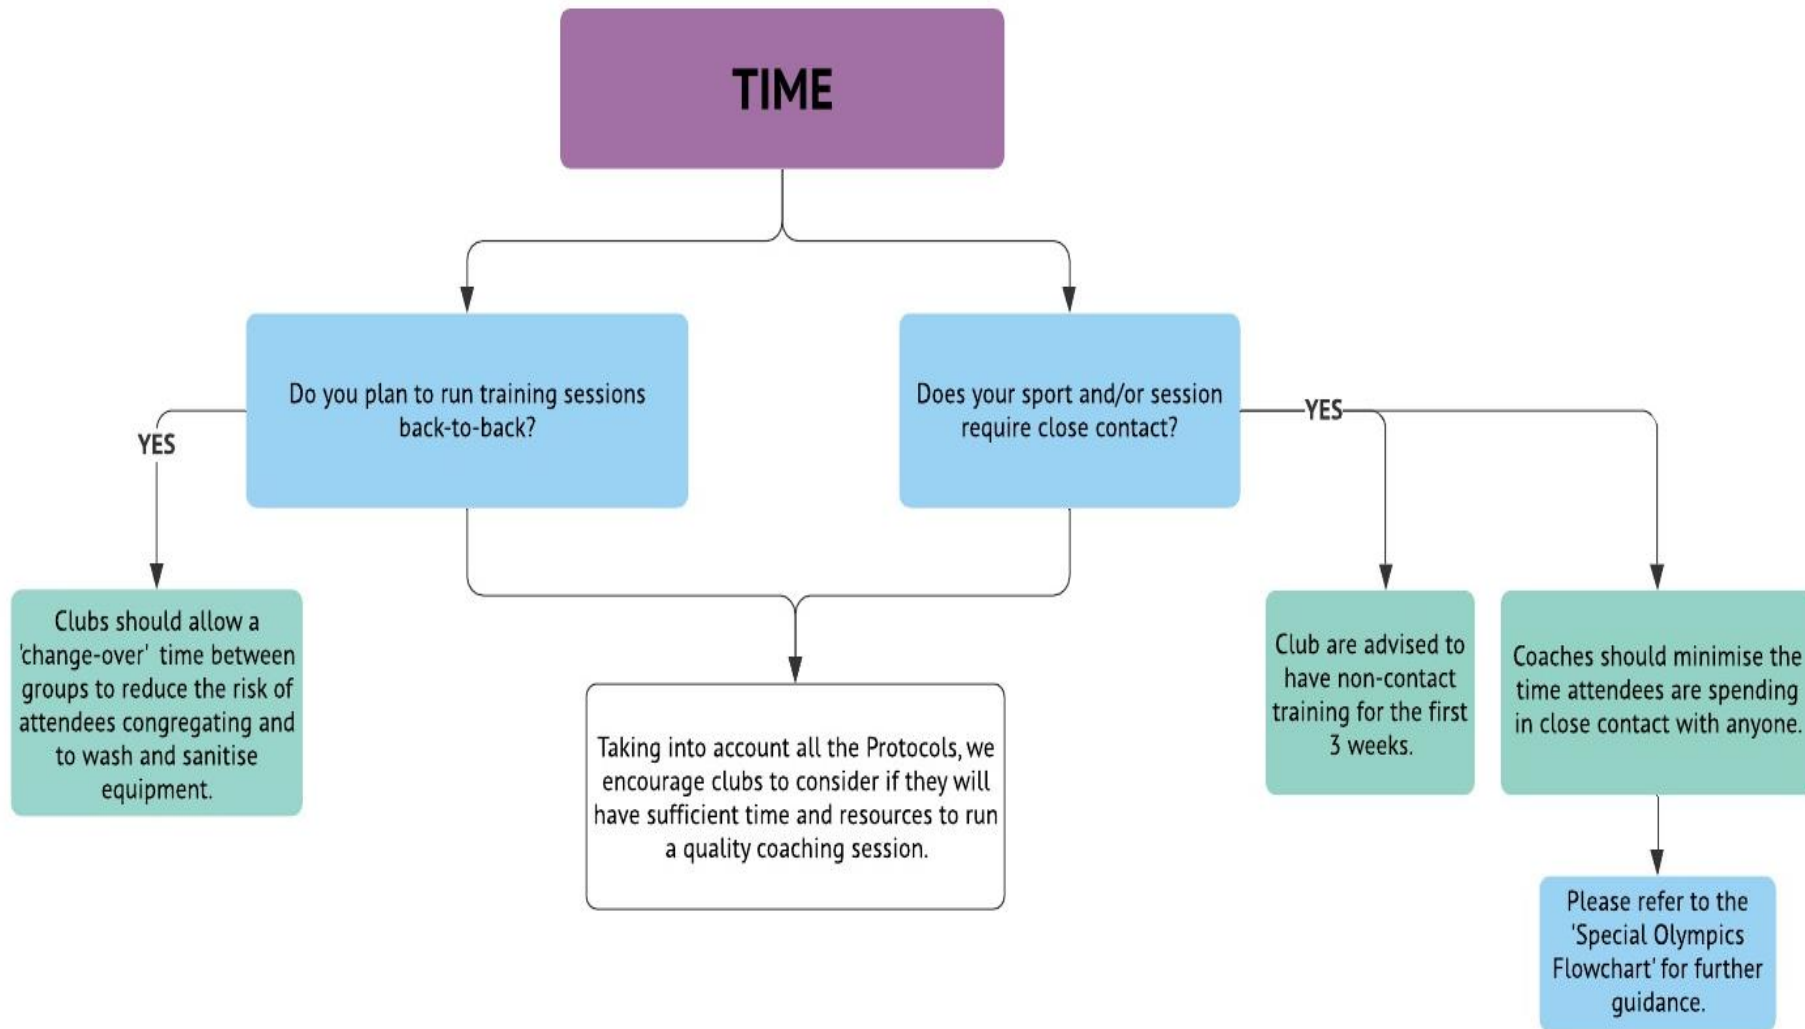 TIME
Do you plan to run training sessions
back-to-back?
Does your sport and/or session
require close contact?
YES
YES
Clubs should allow a
'change-over' time between
groups to reduce the risk of
attendees congregating and
to wash and sanitise
equipment.
Taking into account all the Protocols, we
encourage clubs to consider if they will
have sufficient time and resources to run
a quality coaching session.
Club are advised to
have non-contact
training for the first
3 weeks.
Coaches should minimise the
time attendees are spending
in close contact with anyone.
Please refer to the
'Special Olympics
Flowchart' for further
guidance.